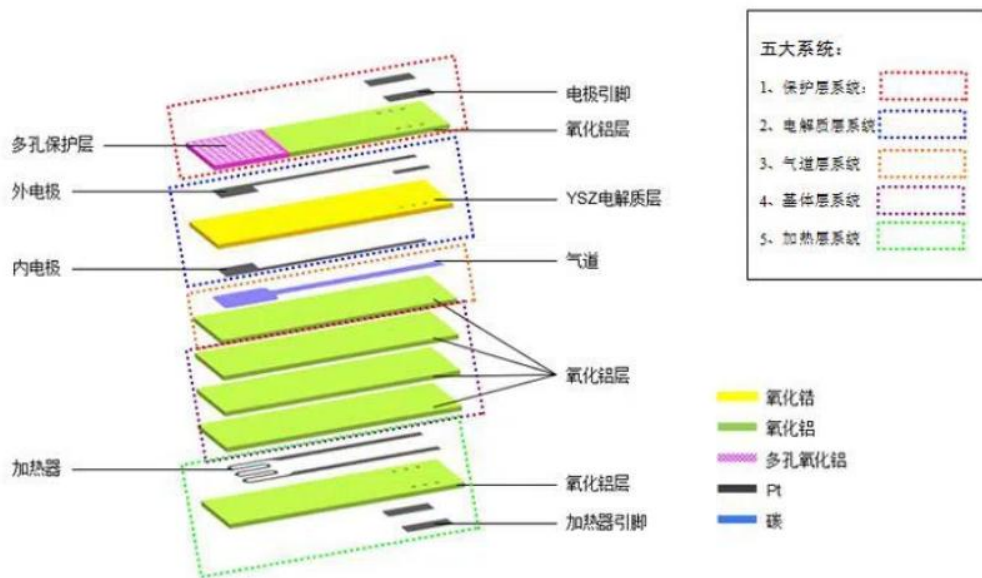 五大系统：
1、保护层系统：
2、电解质层系统
3、气道层系统
4、基体层系统
5、加热层系统
电极引脚
氧化铝层
多孔保护层
外电极
YSZ电解质层
内电极
气道
氧化铝层
加热器
氧化铝层
加热器引脚
氧化锆
氧化铝
多孔氧化铝
Pt
碳